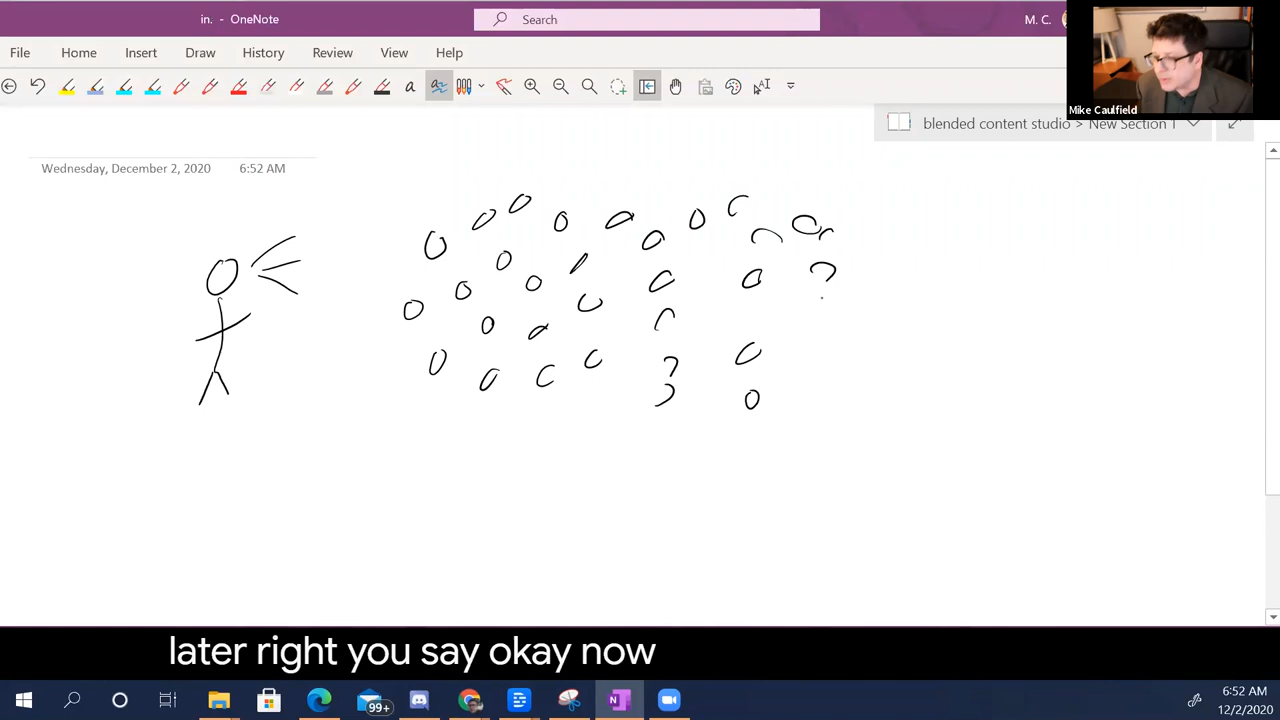 in. - OneNote
Search
M. C.
File Home Insert Draw History Review View Help
a
Mike Caulfield
blended content studio > New Section 1
Wednesday, December 2, 2020 6:52 AM
later right you say okay now
99+
N
6:52 AM
12/2/2020